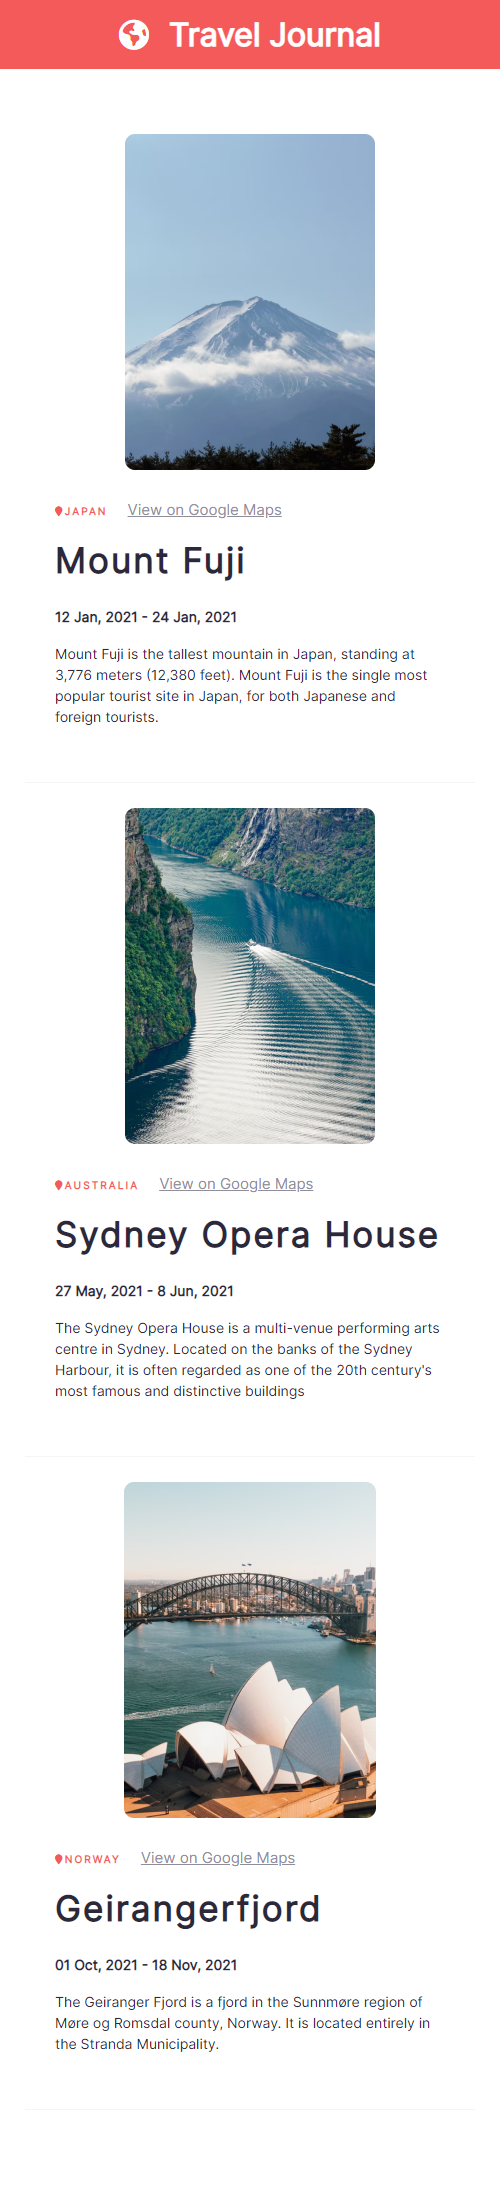 Travel Journal
JAPAN View on Google Maps
Mount Fuji
12 Jan, 2021 - 24 Jan, 2021
Mount Fuji is the tallest mountain in Japan, standing at
3,776 meters (12,380 feet). Mount Fuji is the single most
popular tourist site in Japan, for both Japanese and
foreign tourists.
AUSTRALIA View on Google Maps
Sydney Opera House
27 May, 2021 - 8 Jun, 2021
The Sydney Opera House is a multi-venue performing arts
centre in Sydney. Located on the banks of the Sydney
Harbour, it is often regarded as one of the 20th century's
most famous and distinctive buildings
NORWAY View on Google Maps
Geirangerfjord
01 Oct, 2021 - 18 Nov, 2021
The Geiranger Fjord is a fjord in the Sunnmøre region of
Møre og Romsdal county, Norway. It is located entirely in
the Stranda Municipality.